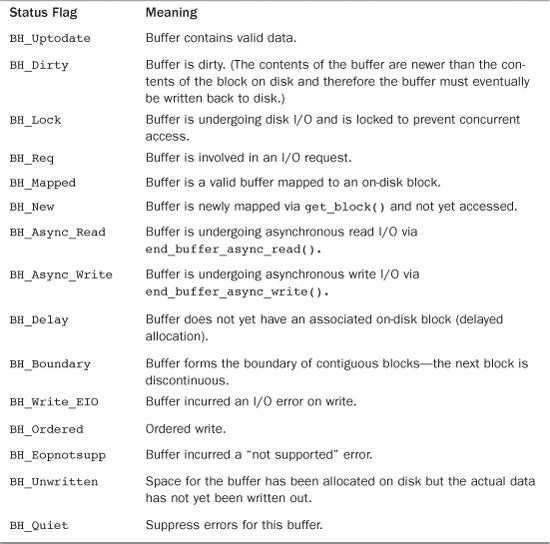 Status Flag Meaning
BH_Uptodate Buffer contains valid data.
BH_Dirty Buffer is dirty. (The contents of the buffer are newer than the con-
tents of the block on disk and therefore the buffer must eventually
be written back to disk.)
BH_Lock Buffer is undergoing disk I/O and is locked to prevent concurrent
access.
BH_Req Buffer is involved in an I/O request.
BH_Mapped Buffer is a valid buffer mapped to an on-disk block.
BH_New Buffer is newly mapped via get_block() and not yet accessed.
BH_Async_Read Buffer is undergoing asynchronous read I/O via
end_buffer_async_read().
BH_Async_Write Buffer is undergoing asynchronous write I/O via
end_buffer_async_write().
BH_Delay Buffer does not yet have an associated on-disk block (delayed
allocation).
BH_Boundary Buffer forms the boundary of contiguous blocks—the next block is
discontinuous.
BH_Write_EIO Buffer incurred an I/O error on write.
BH_Ordered Ordered write.
BH_Eopnotsupp Buffer incurred a “not supported” error.
BH_Unwritten Space for the buffer has been allocated on disk but the actual data
has not yet been written out.
BH_Quiet Suppress errors for this buffer.